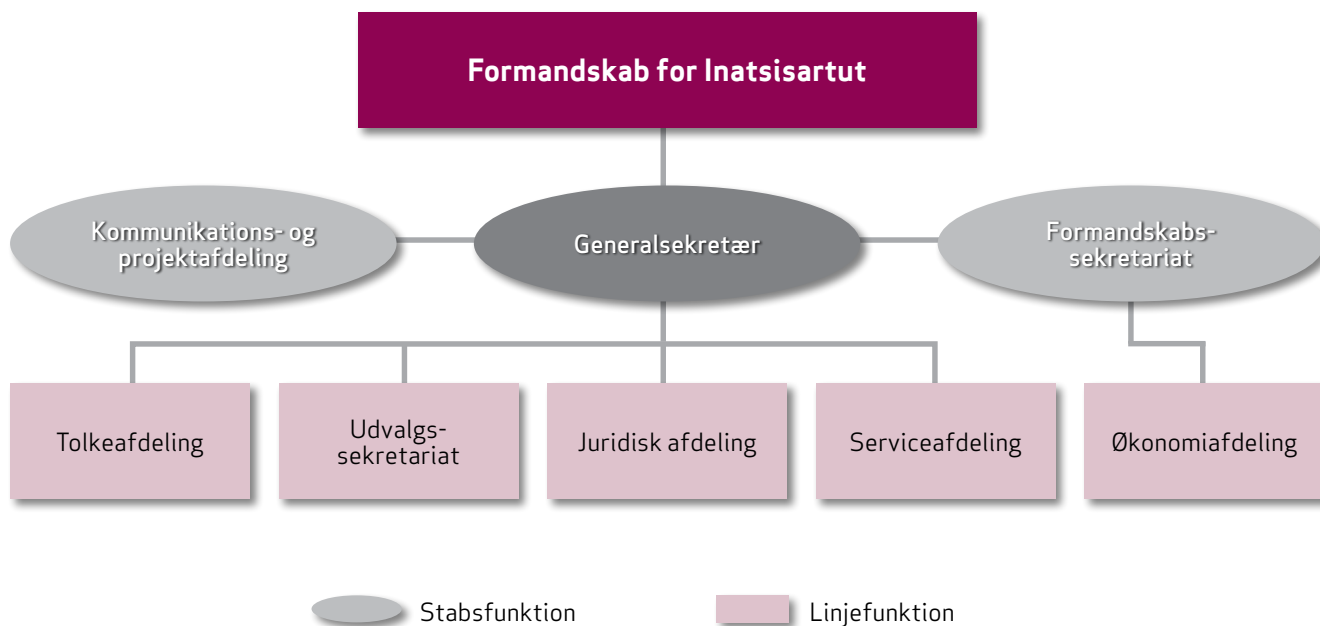 Formandskab for Inatsisartut
Kommunikations- og
projektafdeling
Generalsekretær
Formandskabs-
sekretariat
Tolkeafdeling
Udvalgs-
sekretariat
Juridisk afdeling
Serviceafdeling
Økonomiafdeling
Stabsfunktion
Linjefunktion